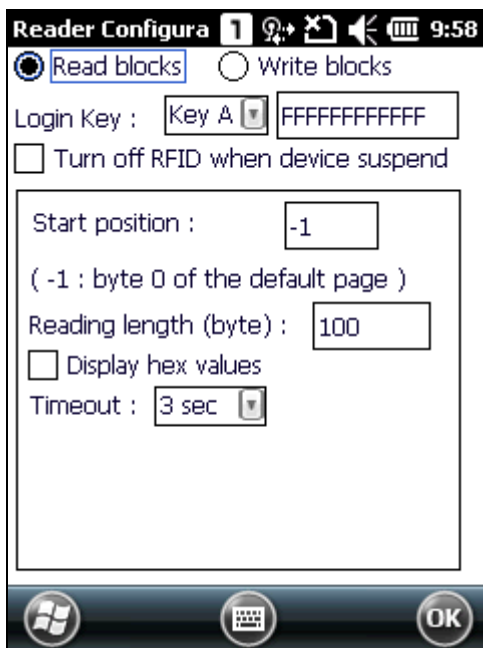 Reader Configura 1 9:58
Read blocks Write blocks
Login Key : Key A FFFFFFFFFFFF
Turn off RFID when device suspend
Start position : -1
( -1 : byte 0 of the default page )
Reading length (byte) : 100
Display hex values
Timeout : 3 sec
OK